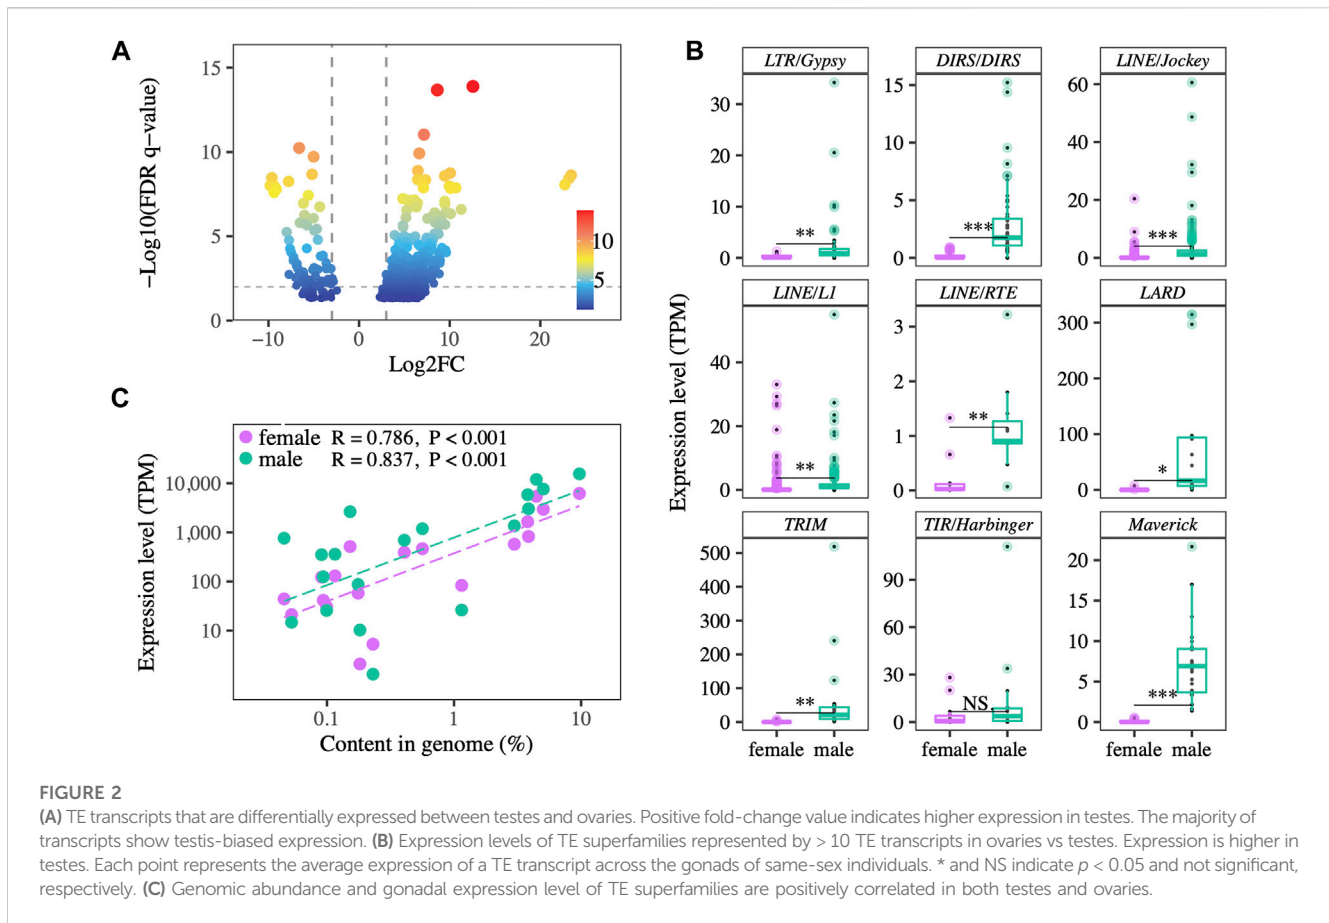 A
−Log10(FDR q−value)
15
10
5
0
−10
0
10
20
Log2FC
10
5
B
Expression level (TPM)
LTR/Gypsy
30
20
10
0
**
DIRS/DIRS
15
10
5
0
***
LINE/Jockey
60
40
20
0
***
LINE/L1
40
20
0
**
LINE/RTE
3
2
1
0
**
LARD
300
200
100
0
*
TRIM
500
400
300
200
100
0
**
female male
TIR/Harbinger
90
60
30
0
NS
female male
Maverick
20
15
10
5
0
***
female male
C
female R = 0.786, P < 0.001
male R = 0.837, P < 0.001
Expression level (TPM)
10,000
1,000
100
10
0.1
1
10
Content in genome (%)
FIGURE 2
(A) TE transcripts that are differentially expressed between testes and ovaries. Positive fold-change value indicates higher expression in testes. The majority of
transcripts show testis-biased expression. (B) Expression levels of TE superfamilies represented by > 10 TE transcripts in ovaries vs testes. Expression is higher in
testes. Each point represents the average expression of a TE transcript across the gonads of same-sex individuals. * and NS indicate p < 0.05 and not significant,
respectively. (C) Genomic abundance and gonadal expression level of TE superfamilies are positively correlated in both testes and ovaries.